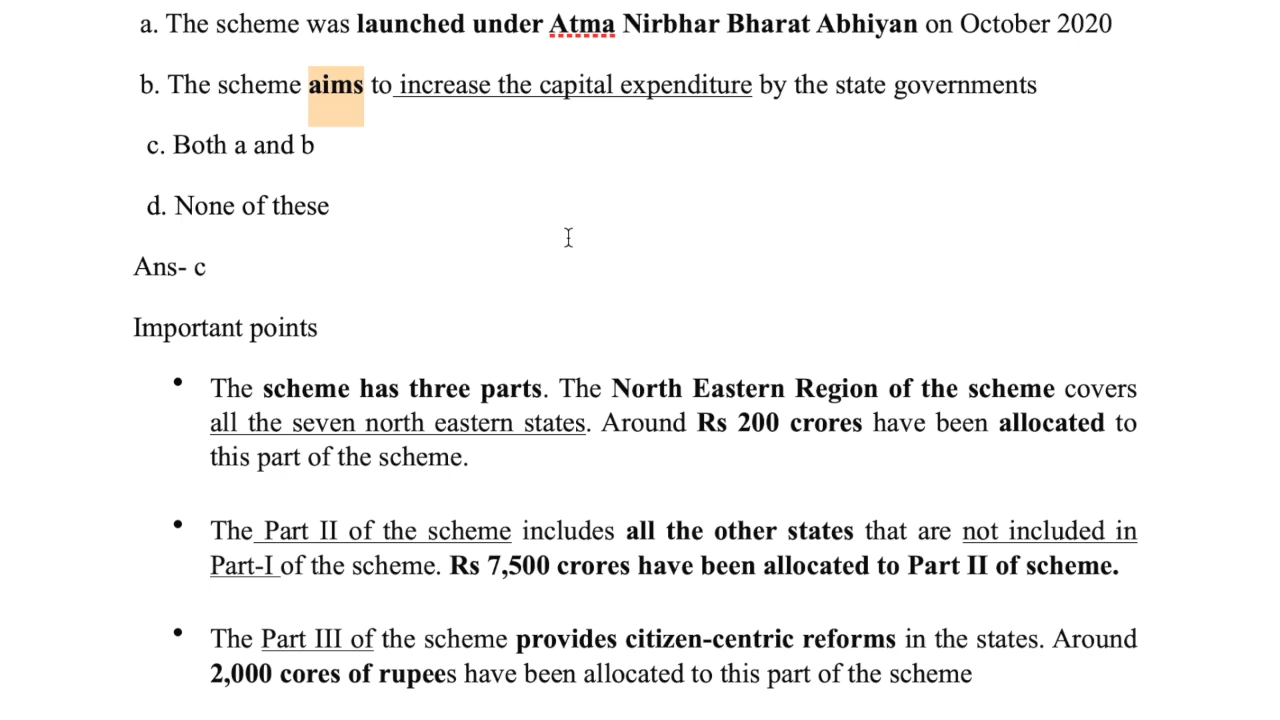 a. The scheme was launched under Atma Nirbhar Bharat Abhiyan on October 2020
b. The scheme aims to increase the capital expenditure by the state governments
c. Both a and b
d. None of these
Ans- c
Important points
• The scheme has three parts. The North Eastern Region of the scheme covers
all the seven north eastern states. Around Rs 200 crores have been allocated to
this part of the scheme.
• The Part II of the scheme includes all the other states that are not included in
Part-I of the scheme. Rs 7,500 crores have been allocated to Part II of scheme.
• The Part III of the scheme provides citizen-centric reforms in the states. Around
2,000 cores of rupees have been allocated to this part of the scheme